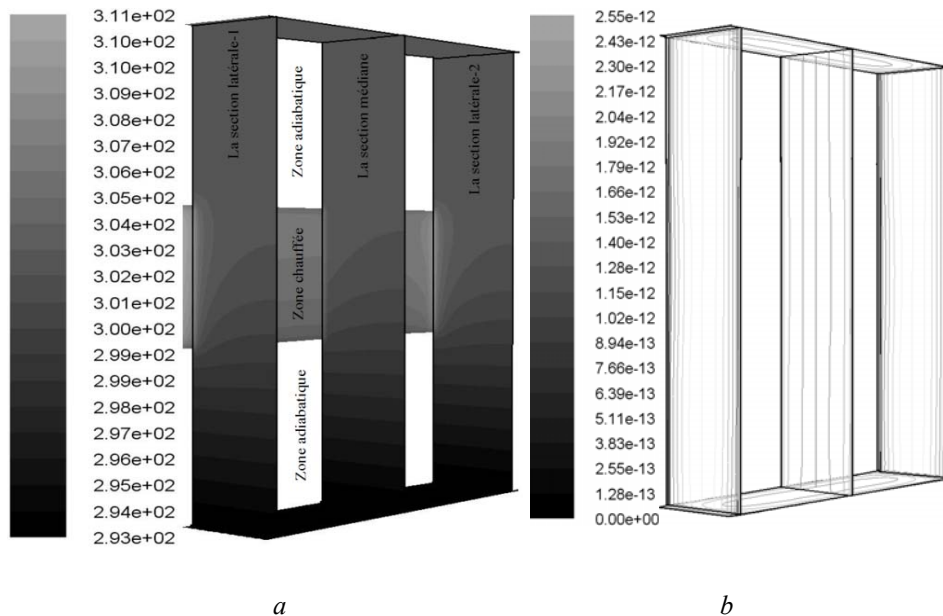 3.11e+02
3.10e+02
3.10e+02
3.09e+02
3.08e+02
3.07e+02
3.06e+02
3.05e+02
3.04e+02
3.03e+02
3.02e+02
3.01e+02
3.00e+02
2.99e+02
2.99e+02
2.98e+02
2.97e+02
2.96e+02
2.95e+02
2.94e+02
2.93e+02
La section latérale-1
Zone adiabatique
Zone chauffée
Zone adiabatique
La section médiane
La section latérale-2
2.55e-12
2.43e-12
2.30e-12
2.17e-12
2.04e-12
1.92e-12
1.79e-12
1.66e-12
1.53e-12
1.40e-12
1.28e-12
1.15e-12
1.02e-12
8.94e-13
7.66e-13
6.39e-13
5.11e-13
3.83e-13
2.55e-13
1.28e-13
0.00e+00
a
b